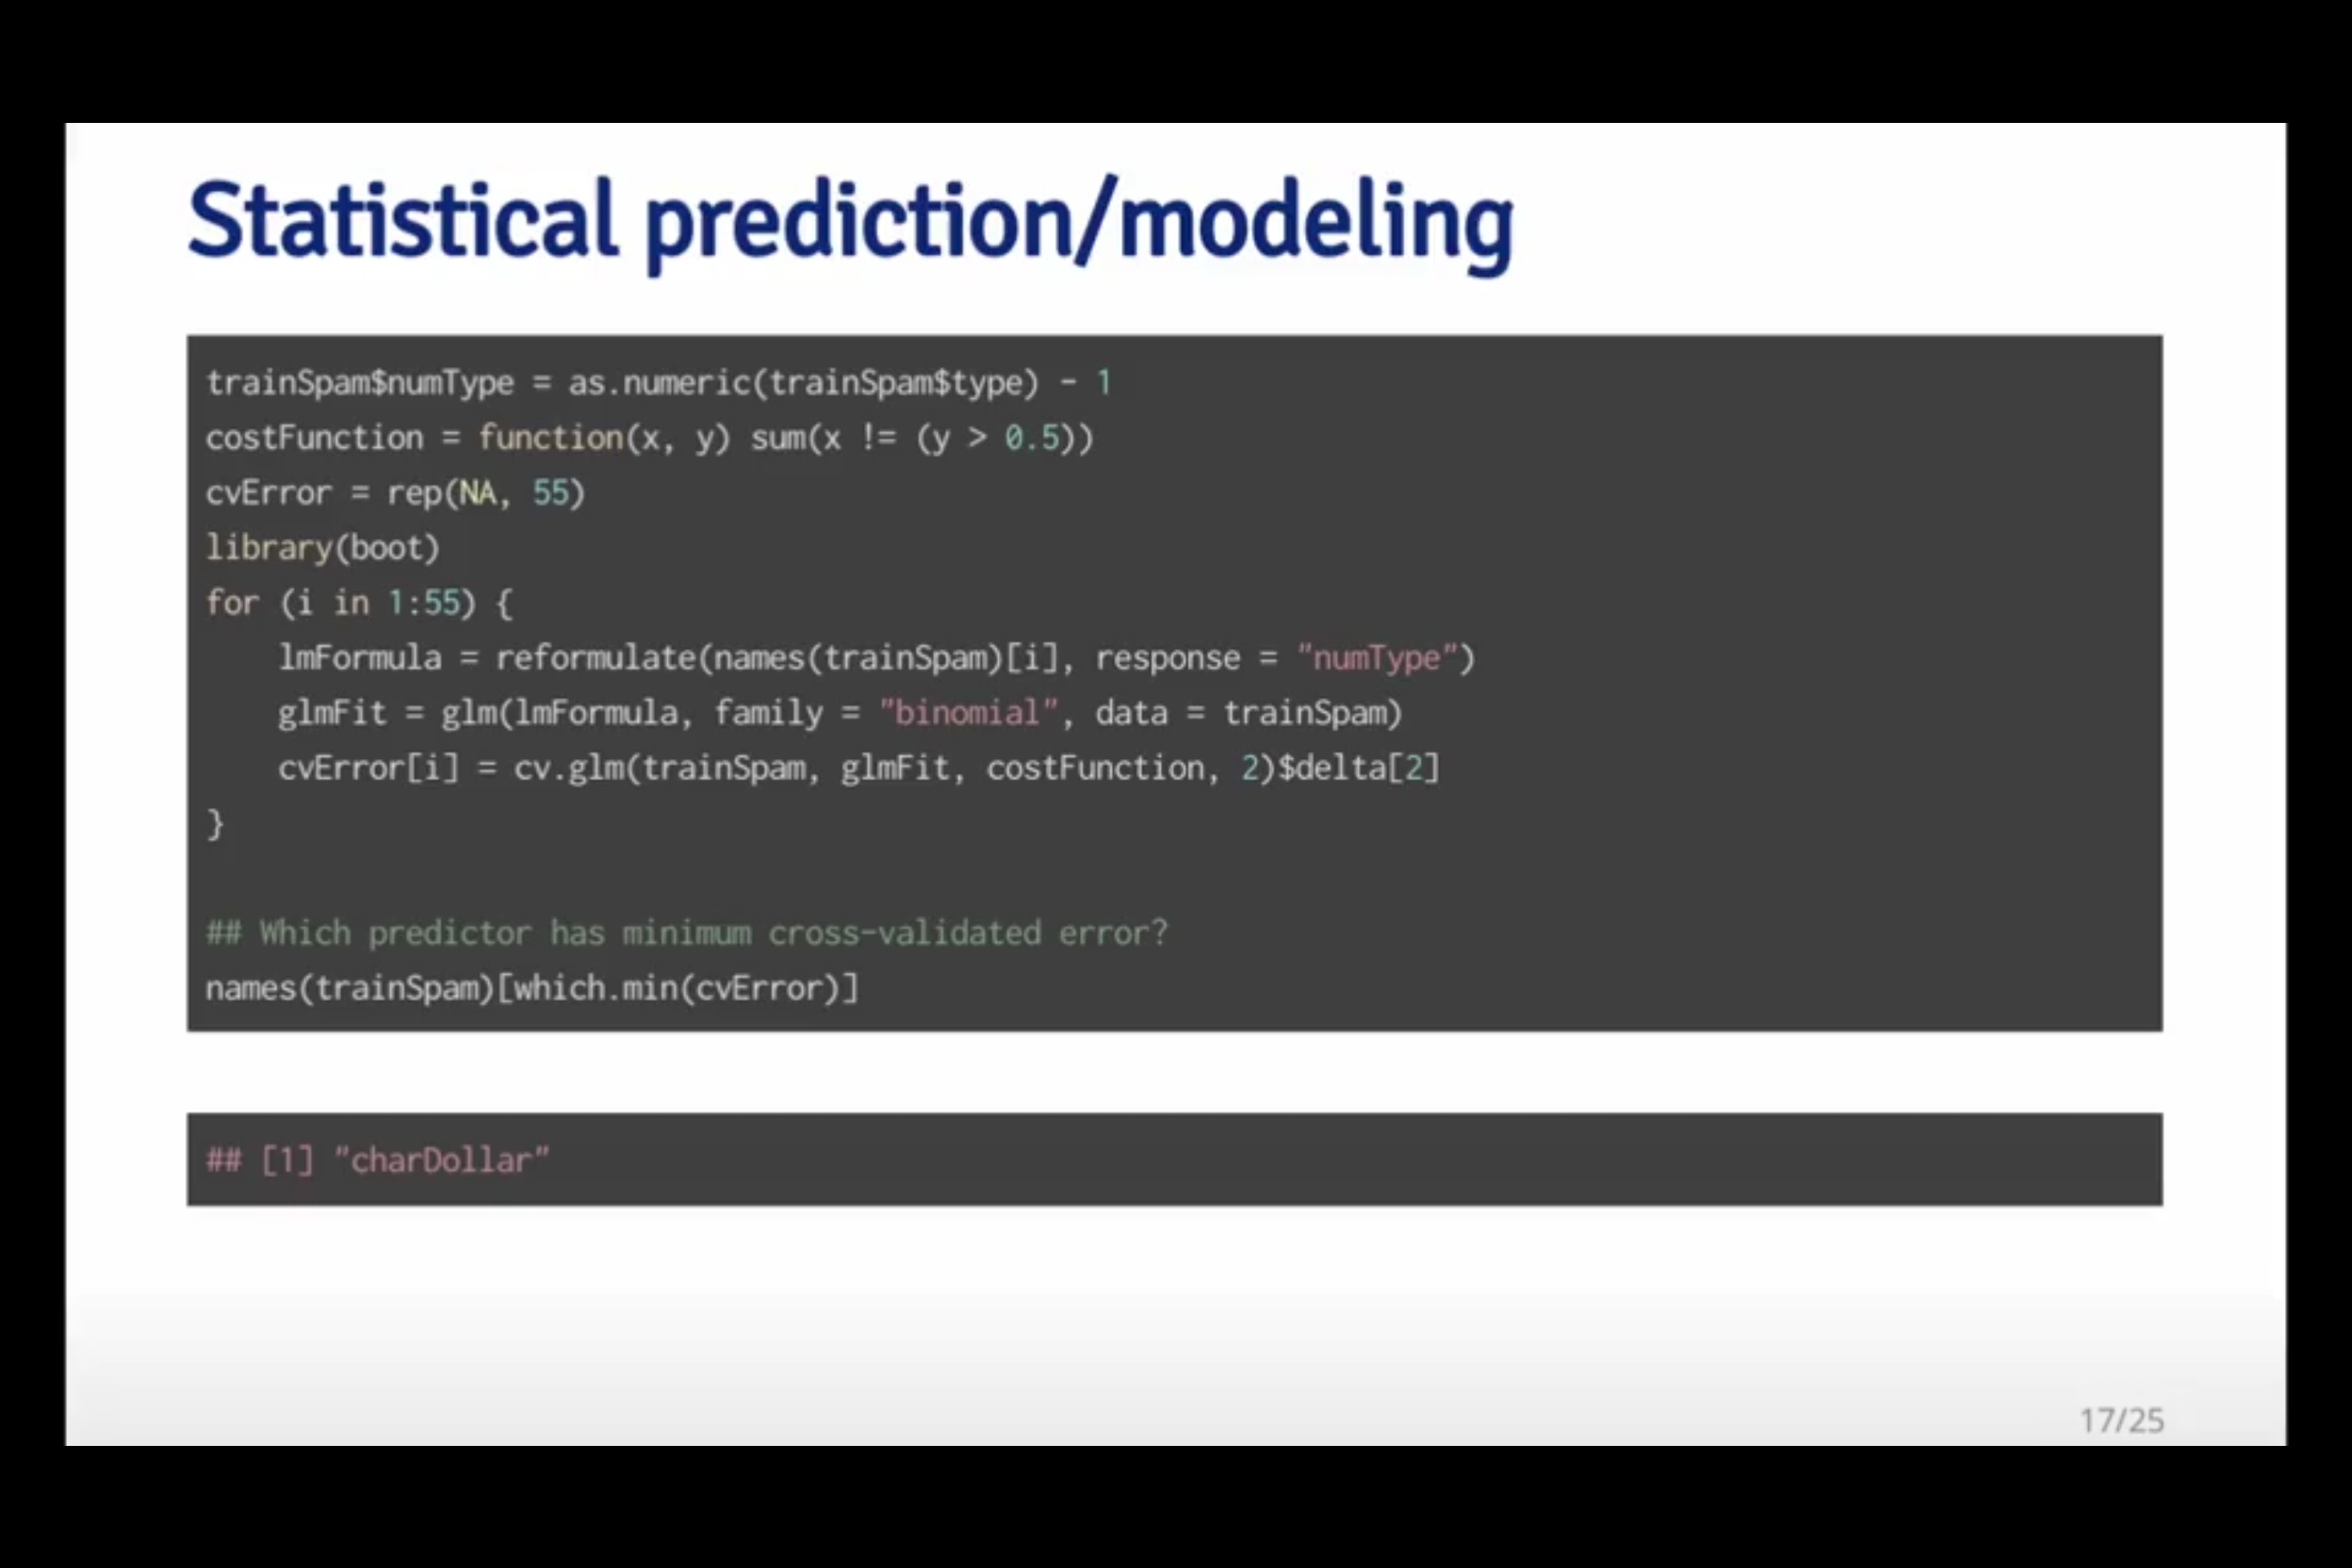 Statistical prediction/modeling
trainSpam$numType = as.numeric(trainSpam$type) - 1
costFunction = function(x, y) sum(x != (y > 0.5))
cvError = rep(NA, 55)
library(boot)
for (i in 1:55) {
    lmFormula = reformulate(names(trainSpam)[i], response = "numType")
    glmFit = glm(lmFormula, family = "binomial", data = trainSpam)
    cvError[i] = cv.glm(trainSpam, glmFit, costFunction, 2)$delta[2]
}
## Which predictor has minimum cross-validated error?
names(trainSpam)[which.min(cvError)]
## [1] "charDollar"
17/25